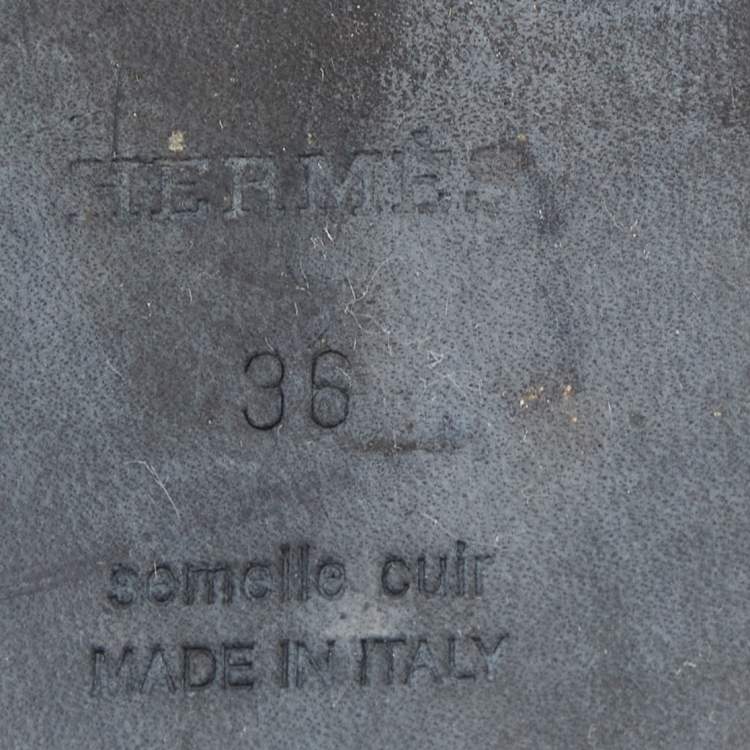 HERMÈS
36
semelle cuir
MADE IN ITALY